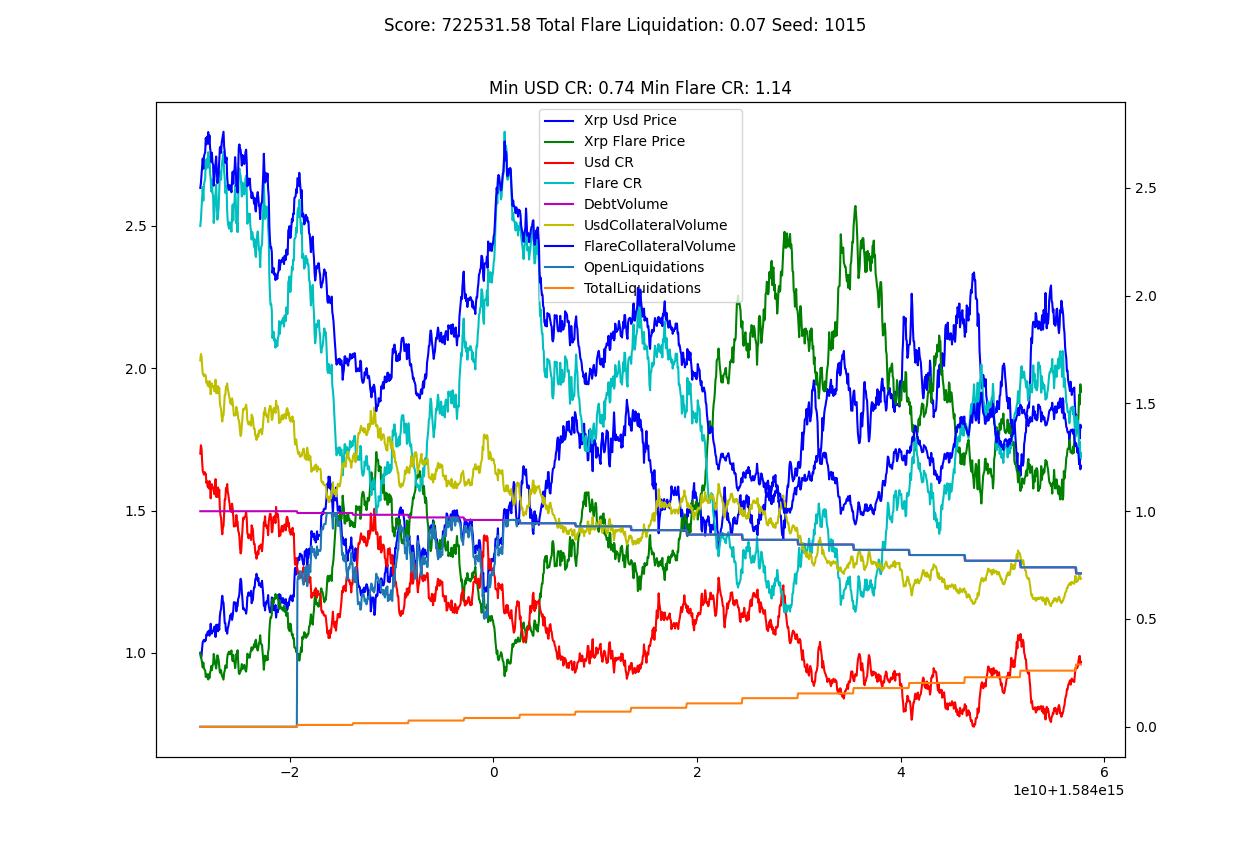 Score: 722531.58 Total Flare Liquidation: 0.07 Seed: 1015
Min USD CR: 0.74 Min Flare CR: 1.14
Xrp Usd Price
Xrp Flare Price
Usd CR
Flare CR
DebtVolume
UsdCollateralVolume
FlareCollateralVolume
OpenLiquidations
TotalLiquidations
2.5
2.0
1.5
1.0
2.5
2.0
1.5
1.0
0.5
0.0
−2 0 2 4 6
1e10+1.584e15